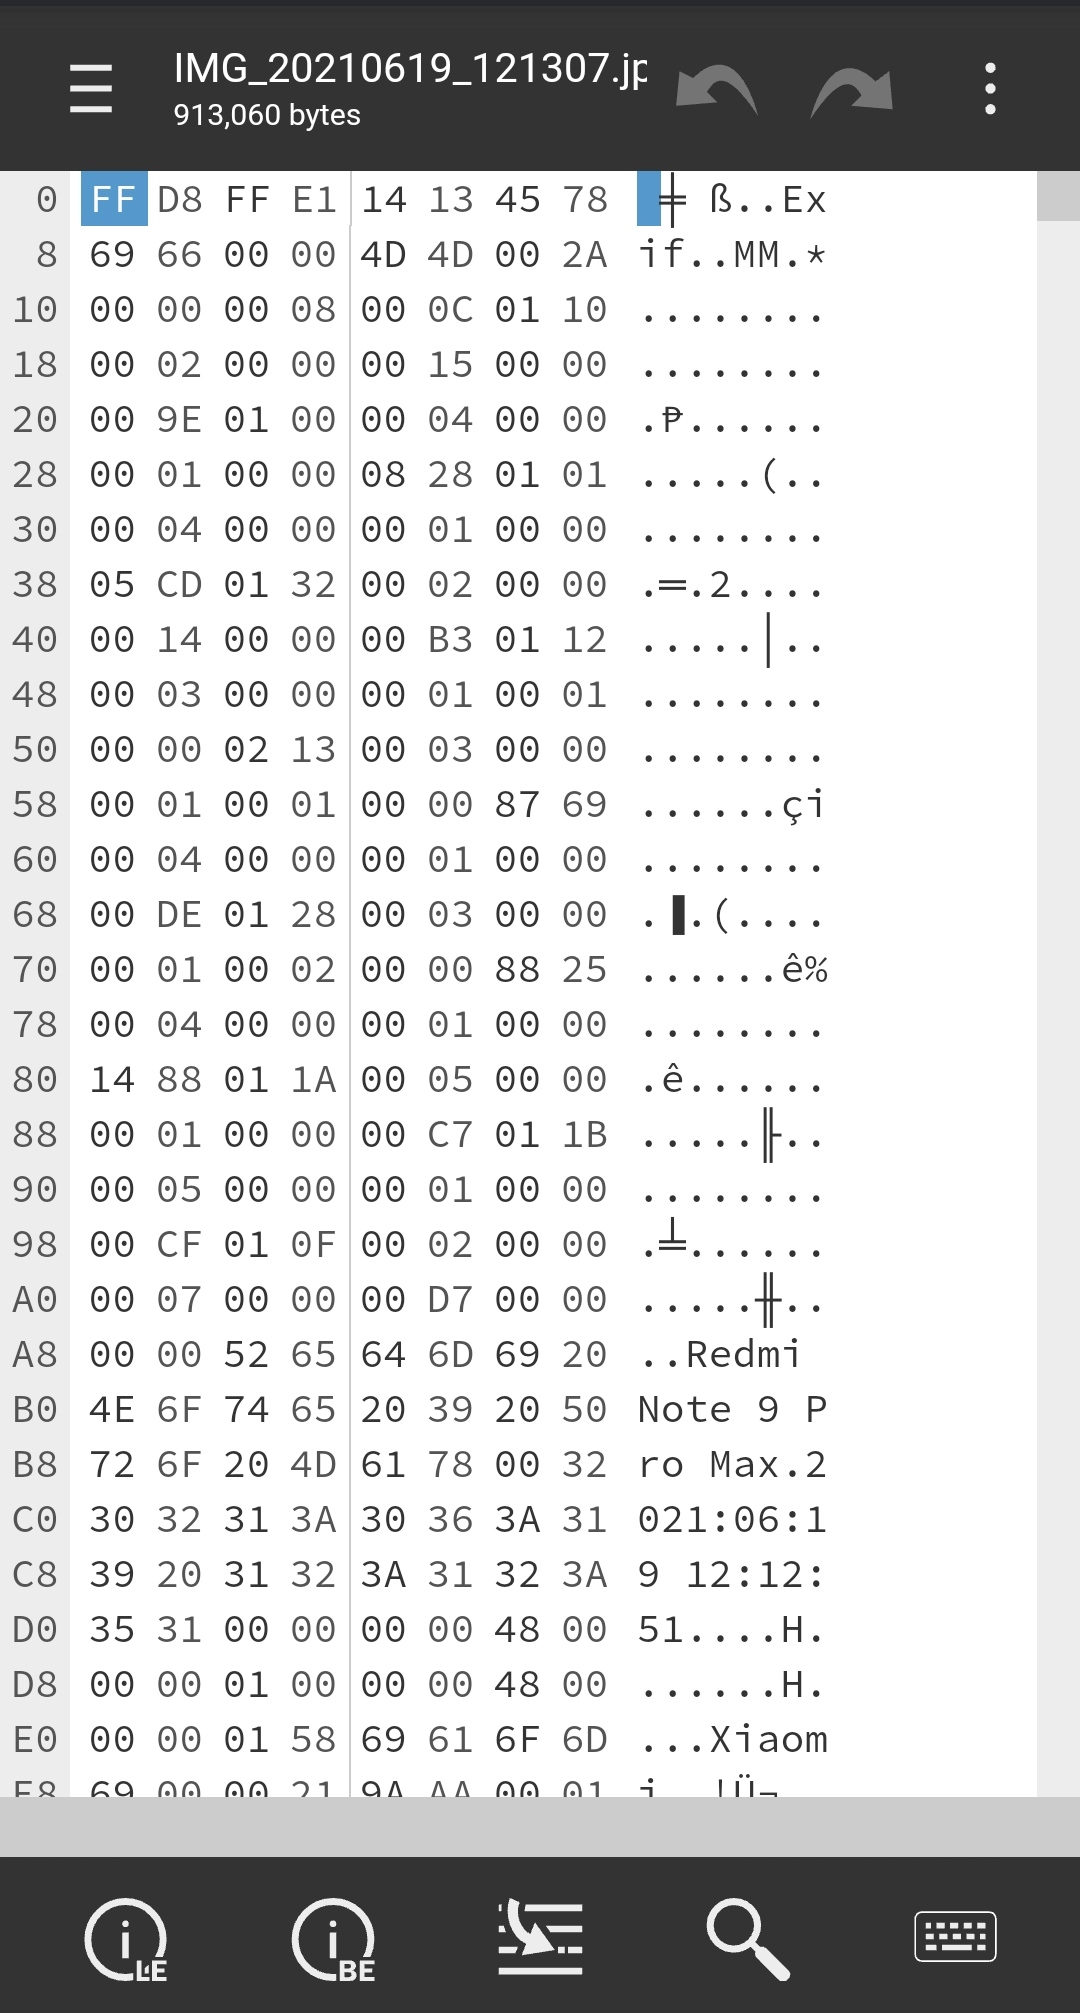 IMG_20210619_121307.jp
913,060 bytes
0 FF D8 FF E1 14 13 45 78 ╪ ß..Ex
8 69 66 00 00 4D 4D 00 2A if..MM.*
10 00 00 00 08 00 0C 01 10 ........
18 00 02 00 00 00 15 00 00 ........
20 00 9E 01 00 00 04 00 00 .₧......
28 00 01 00 00 08 28 01 01 .....(..
30 00 04 00 00 00 01 00 00 ........
38 05 CD 01 32 00 02 00 00 .═.2....
40 00 14 00 00 00 B3 01 12 .....│..
48 00 03 00 00 00 01 00 01 ........
50 00 00 02 13 00 03 00 00 ........
58 00 01 00 01 00 00 87 69 ......çi
60 00 04 00 00 00 01 00 00 ........
68 00 DE 01 28 00 03 00 00 .▐.(....
70 00 01 00 02 00 00 88 25 ......ê%
78 00 04 00 00 00 01 00 00 ........
80 14 88 01 1A 00 05 00 00 .ê......
88 00 01 00 00 00 C7 01 1B .....╟..
90 00 05 00 00 00 01 00 00 ........
98 00 CF 01 0F 00 02 00 00 .╧......
A0 00 07 00 00 00 D7 00 00 .....╫..
A8 00 00 52 65 64 6D 69 20 ..Redmi
B0 4E 6F 74 65 20 39 20 50 Note 9 P
B8 72 6F 20 4D 61 78 00 32 ro Max.2
C0 30 32 31 3A 30 36 3A 31 021:06:1
C8 39 20 31 32 3A 31 32 3A 9 12:12:
D0 35 31 00 00 00 00 48 00 51....H.
D8 00 00 01 00 00 00 48 00 ......H.
E0 00 00 01 58 69 61 6F 6D ...Xiaom
E8 69 00 00 21 9A AA 00 01 i..!Ü¬..
LE
BE